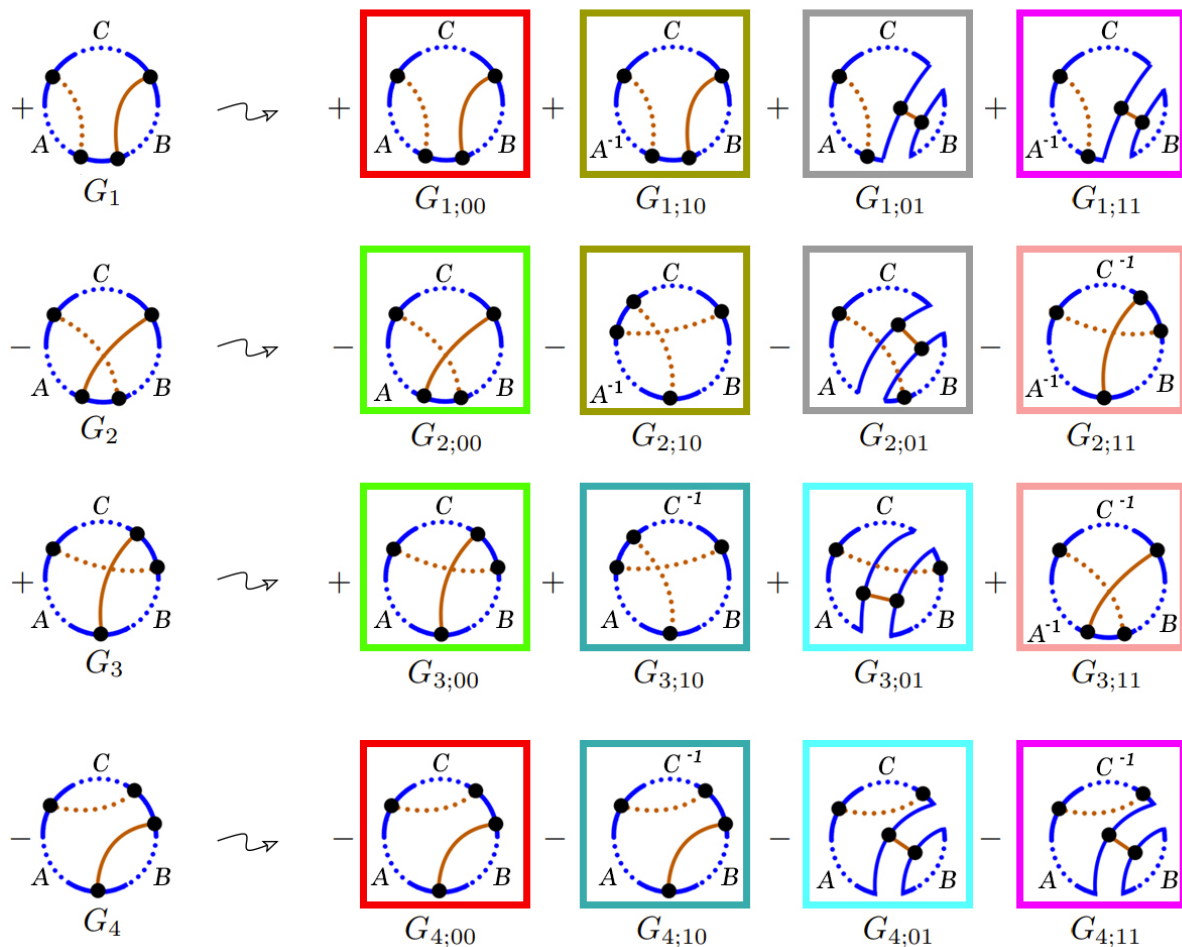 C C C C C
+ A B + A B + A⁻¹ B + A B + A⁻¹ B
G₁ G₁;₀₀ G₁;₁₀ G₁;₀₁ G₁;₁₁
C C C C C⁻¹
− A B − A B − A⁻¹ B − A B − A⁻¹ B
G₂ G₂;₀₀ G₂;₁₀ G₂;₀₁ G₂;₁₁
C C C⁻¹ C C⁻¹
+ A B + A B + A B + A B + A⁻¹ B
G₃ G₃;₀₀ G₃;₁₀ G₃;₀₁ G₃;₁₁
C C C⁻¹ C C⁻¹
− A B − A B − A B − A B − A B
G₄ G₄;₀₀ G₄;₁₀ G₄;₀₁ G₄;₁₁